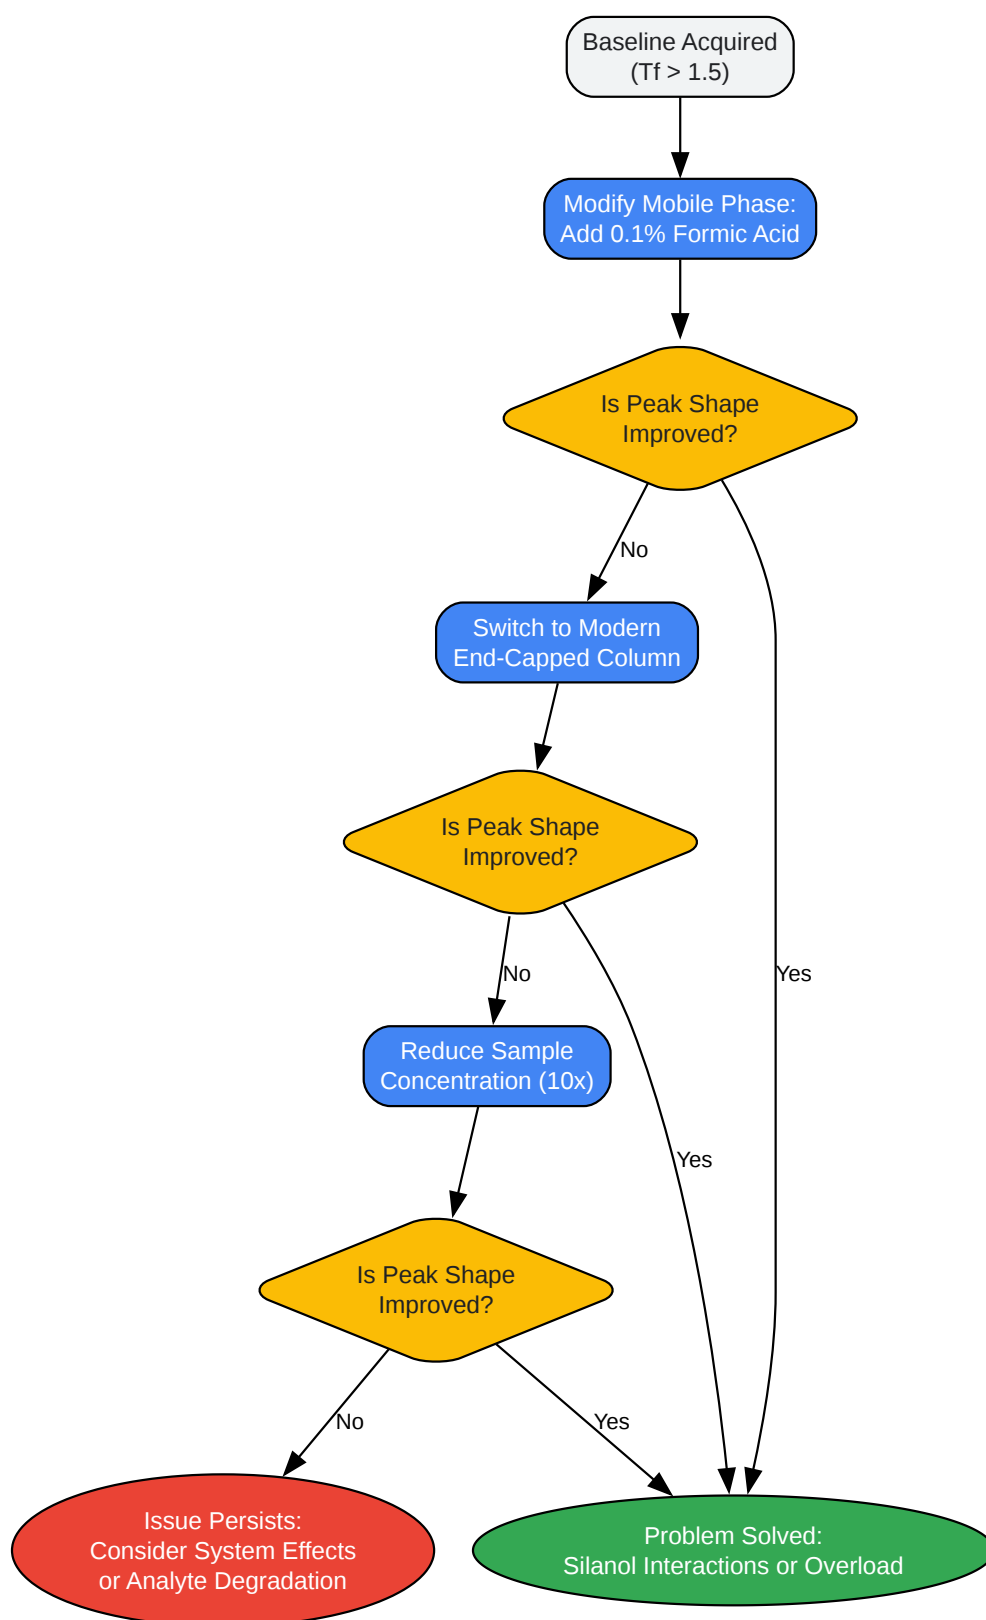 Baseline Acquired
(Tf > 1.5)
Modify Mobile Phase:
Add 0.1% Formic Acid
Is Peak Shape
Improved?
No
Switch to Modern
End-Capped Column
Is Peak Shape
Improved?
No
Yes
Reduce Sample
Concentration (10x)
Yes
Is Peak Shape
Improved?
No
Yes
Issue Persists:
Consider System Effects
or Analyte Degradation
Problem Solved:
Silanol Interactions or Overload